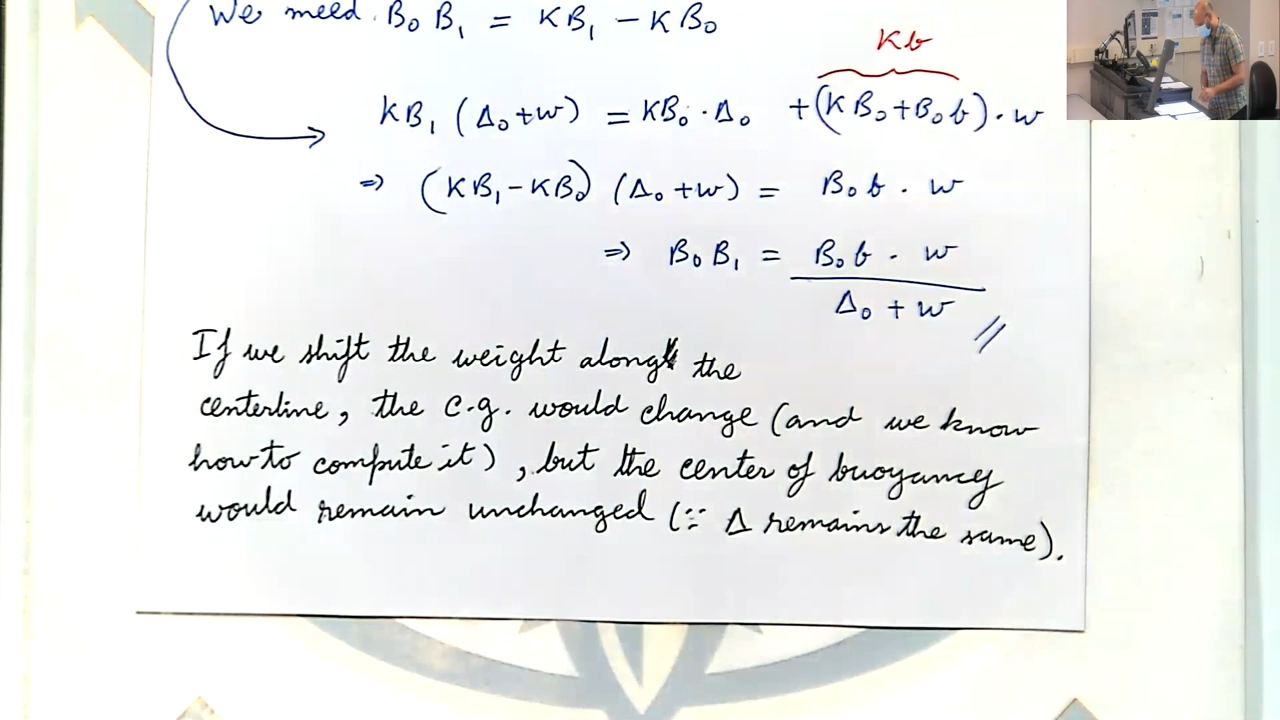 We need B₀B₁ = KB₁ - KB₀
Kb
KB₁ (Δ₀+w) = KB₀·Δ₀ + (KB₀+B₀b)·w
⇒ (KB₁-KB₀) (Δ₀+w) = B₀b · w
⇒ B₀B₁ = B₀b · w
Δ₀ + w //
If we shift the weight along the
centerline, the c.g. would change (and we know
how to compute it), but the center of buoyancy
would remain unchanged (∵ Δ remains the same).